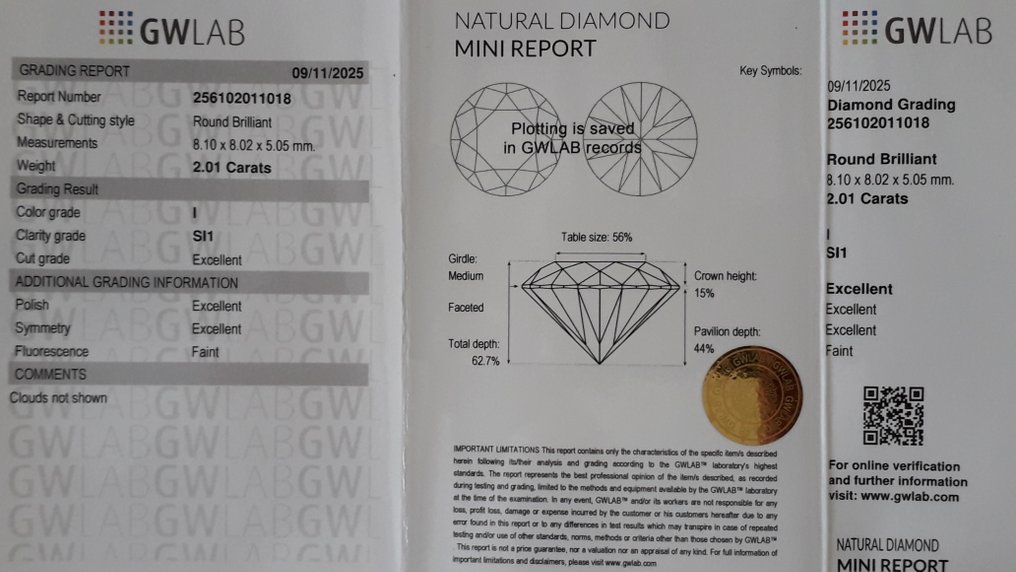 GWLAB
GRADING REPORT 09/11/2025
Report Number 256102011018
Shape & Cutting style Round Brilliant
Measurements 8.10 x 8.02 x 5.05 mm.
Weight 2.01 Carats
Grading Result
Color grade I
Clarity grade SI1
Cut grade Excellent
ADDITIONAL GRADING INFORMATION
Polish Excellent
Symmetry Excellent
Fluorescence Faint
COMMENTS
Clouds not shown
NATURAL DIAMOND
MINI REPORT
Key Symbols:
Plotting is saved
in GWLAB records
Table size: 56%
Girdle:
Medium
Faceted
Total depth:
62.7%
Crown height:
15%
Pavilion depth:
44%
IMPORTANT LIMITATIONS This report contains only the characteristics of the specific item/s described
herein following its/their analysis and grading according to the GWLAB™ laboratory's highest
standards. The report represents the best professional opinion of the item/s described, as recorded
during testing and grading, limited to the methods and equipment available by the GWLAB™ laboratory
at the time of the examination. In any event, GWLAB™ and/or its workers are not responsible for any
loss, profit loss, damage or expense incurred by the customer or his customers hereafter due to any
error found in this report or to any differences in test results which may transpire in case of repeated
testing and/or use of other standards, norms, methods or criteria other than those chosen by GWLAB™
. This report is not a price guarantee, nor a valuation nor an appraisal of any kind. For full information of
important limitations and disclaimers, please visit www.gwlab.com
GWLAB
09/11/2025
Diamond Grading
256102011018
Round Brilliant
8.10 x 8.02 x 5.05 mm.
2.01 Carats
I
SI1
Excellent
Excellent
Excellent
Faint
For online verification
and further information
visit: www.gwlab.com
NATURAL DIAMOND
MINI REPORT